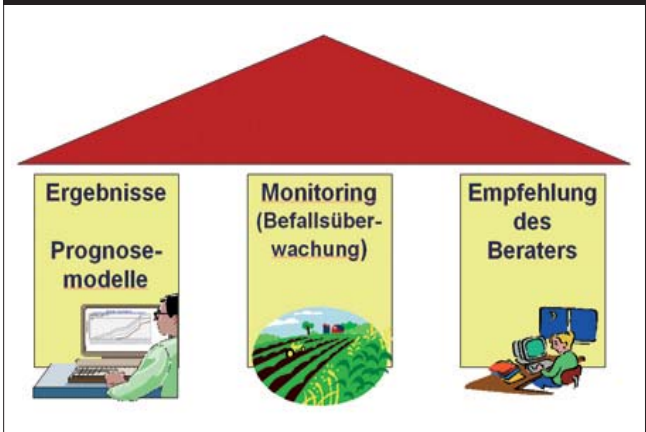 Ergebnisse
Prognose-
modelle
Monitoring
(Befallsüber-
wachung)
Empfehlung
des
Beraters